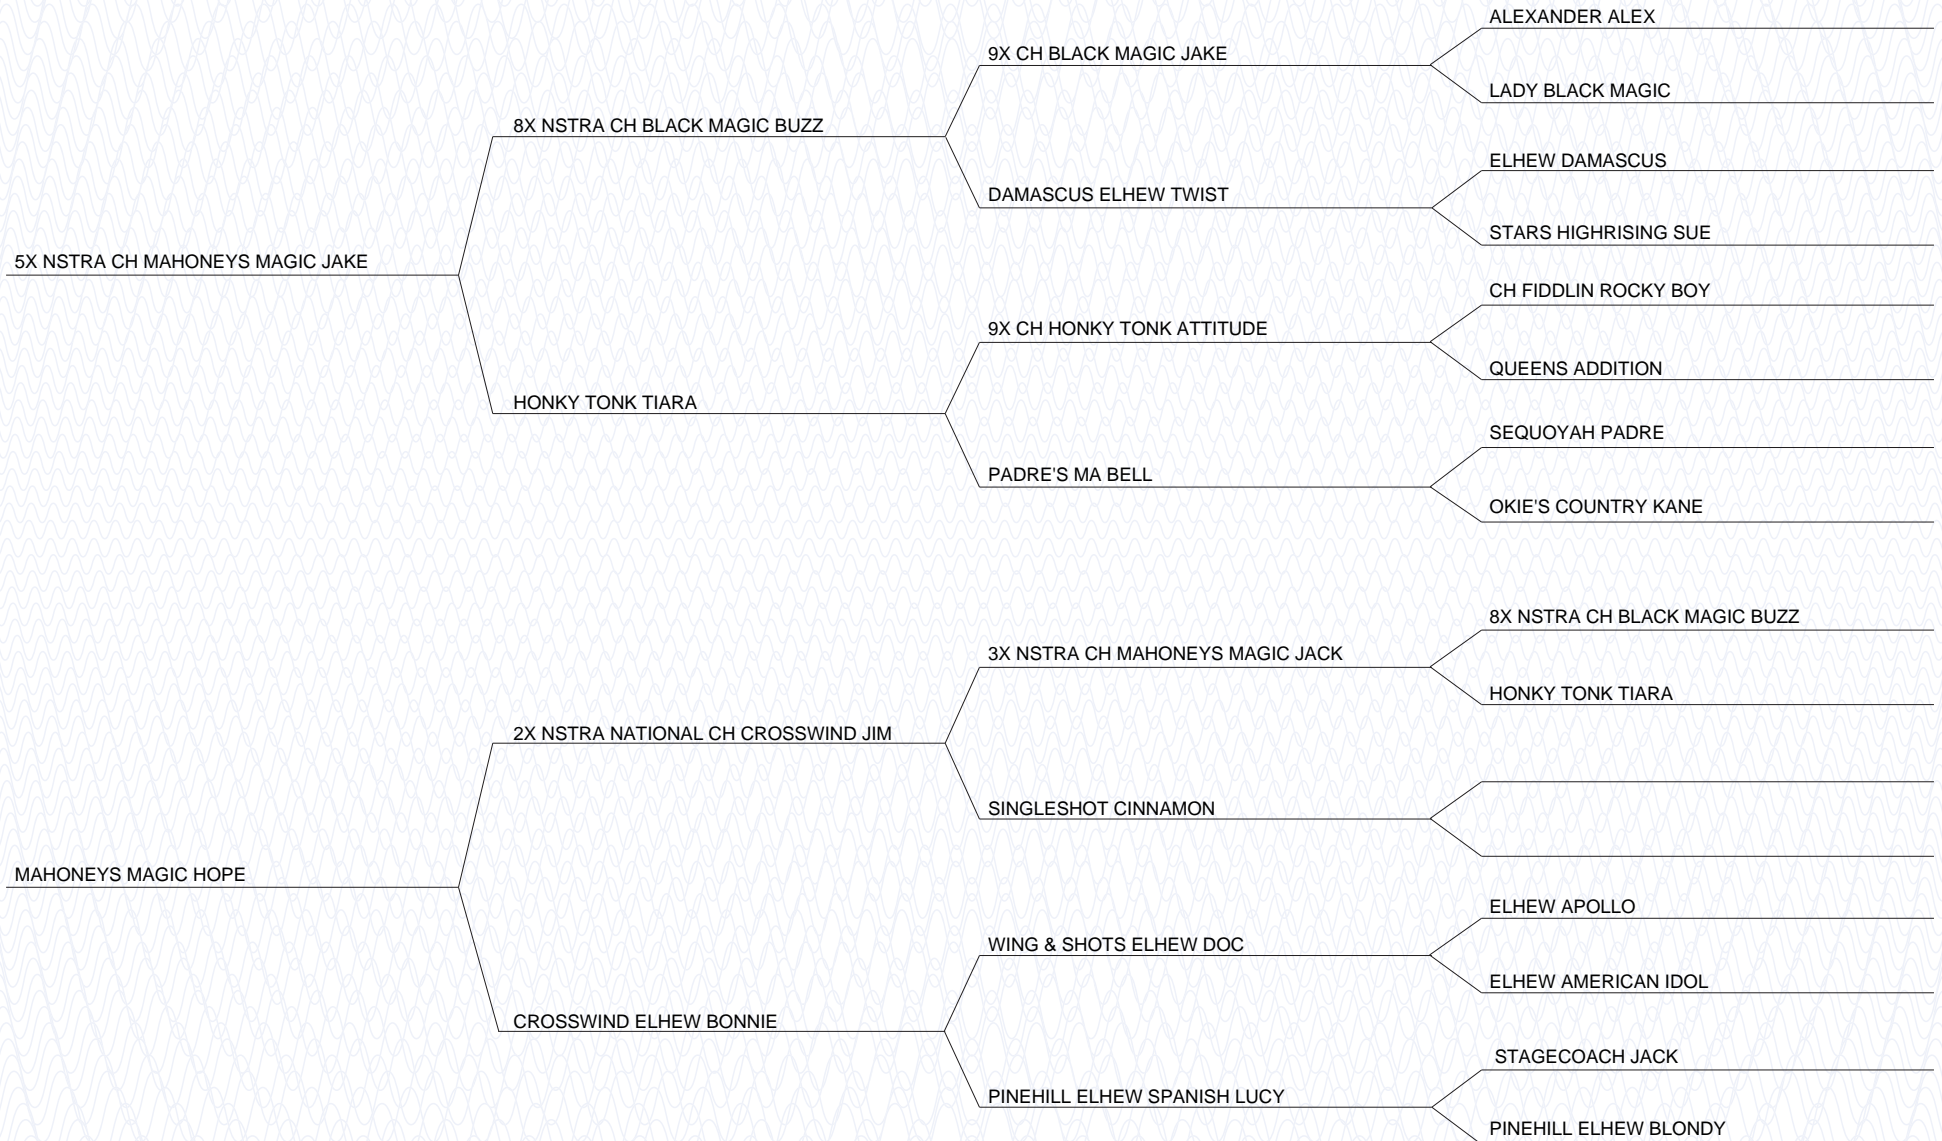 ALEXANDER ALEX
9X CH BLACK MAGIC JAKE
LADY BLACK MAGIC
8X NSTRA CH BLACK MAGIC BUZZ
ELHEW DAMASCUS
DAMASCUS ELHEW TWIST
STARS HIGHRISING SUE
5X NSTRA CH MAHONEYS MAGIC JAKE
CH FIDDLIN ROCKY BOY
9X CH HONKY TONK ATTITUDE
QUEENS ADDITION
HONKY TONK TIARA
SEQUOYAH PADRE
PADRE'S MA BELL
OKIE'S COUNTRY KANE
8X NSTRA CH BLACK MAGIC BUZZ
3X NSTRA CH MAHONEYS MAGIC JACK
HONKY TONK TIARA
2X NSTRA NATIONAL CH CROSSWIND JIM
SINGLESHOT CINNAMON
MAHONEYS MAGIC HOPE
ELHEW APOLLO
WING & SHOTS ELHEW DOC
ELHEW AMERICAN IDOL
CROSSWIND ELHEW BONNIE
STAGECOACH JACK
PINEHILL ELHEW SPANISH LUCY
PINEHILL ELHEW BLONDY